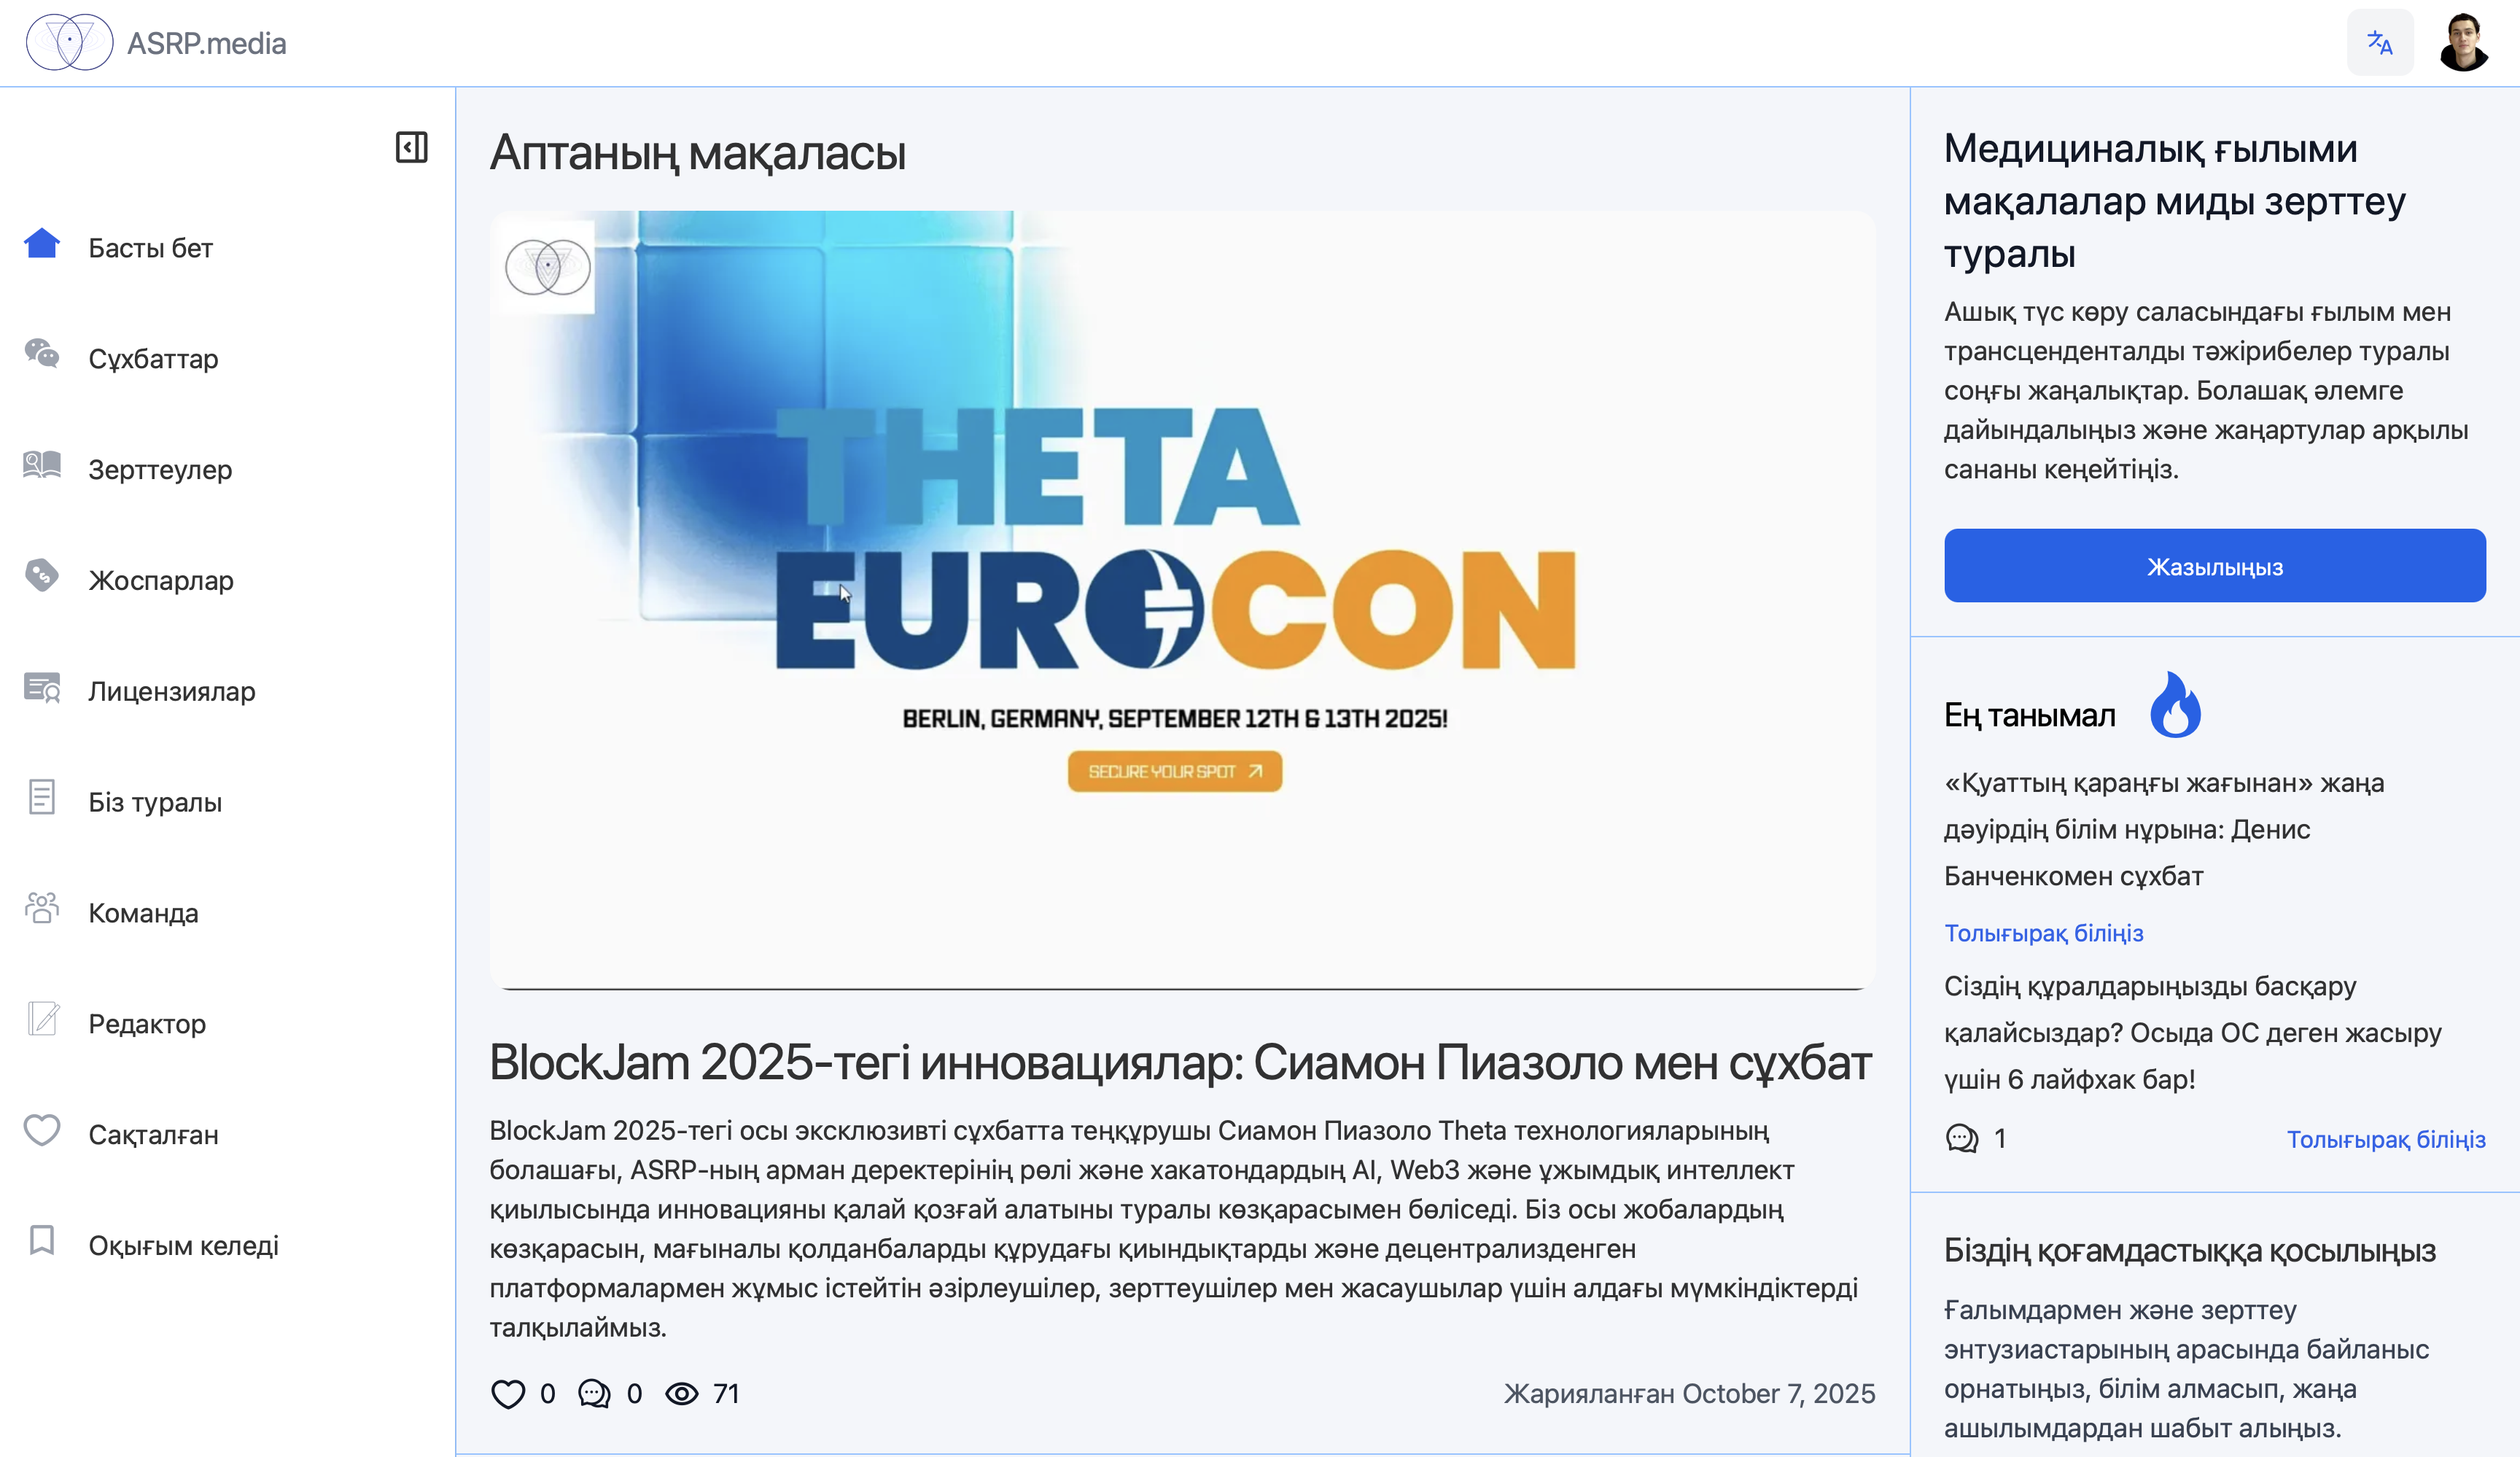 ASRP.media
Басты бет
Сұхбаттар
Зерттеулер
Жоспарлар
Лицензиялар
Біз туралы
Команда
Редактор
Сақталған
Оқығым келеді
Аптаның мақаласы
THETA
EUROCON
BERLIN, GERMANY, SEPTEMBER 12TH & 13TH 2025!
SECURE YOUR SPOT
BlockJam 2025-тегі инновациялар: Сиамон Пиазоло мен сұхбат
BlockJam 2025-тегі осы эксклюзивті сұхбатта теңқұрушы Сиамон Пиазоло Theta технологияларының
болашағы, ASRP-ның арман деректерінің рөлі және хакатондардың AI, Web3 және ұжымдық интеллект
қиылысында инновацияны қалай қозғай алатыны туралы көзқарасымен бөліседі. Біз осы жобалардың
көзқарасын, мағыналы қолданбаларды құрудағы қиындықтарды және децентрализденген
платформалармен жұмыс істейтін әзірлеушілер, зерттеушілер мен жасаушылар үшін алдағы мүмкіндіктерді
талқылаймыз.
0 0 71
Жарияланған October 7, 2025
Медициналық ғылыми
мақалалар миды зерттеу
туралы
Ашық түс көру саласындағы ғылым мен
трансценденталды тәжірибелер туралы
соңғы жаңалықтар. Болашақ әлемге
дайындалыңыз және жаңартулар арқылы
сананы кеңейтіңіз.
Жазылыңыз
Ең танымал
«Қуаттың қараңғы жағынан» жаңа
дәуірдің білім нұрына: Денис
Банченкомен сұхбат
Толығырақ біліңіз
Сіздің құралдарыңызды басқару
қалайсыздар? Осыда ОС деген жасыру
үшін 6 лайфхак бар!
1
Толығырақ біліңіз
Біздің қоғамдастыққа қосылыңыз
Ғалымдармен және зерттеу
энтузиастарының арасында байланыс
орнатыңыз, білім алмасып, жаңа
ашылымдардан шабыт алыңыз.